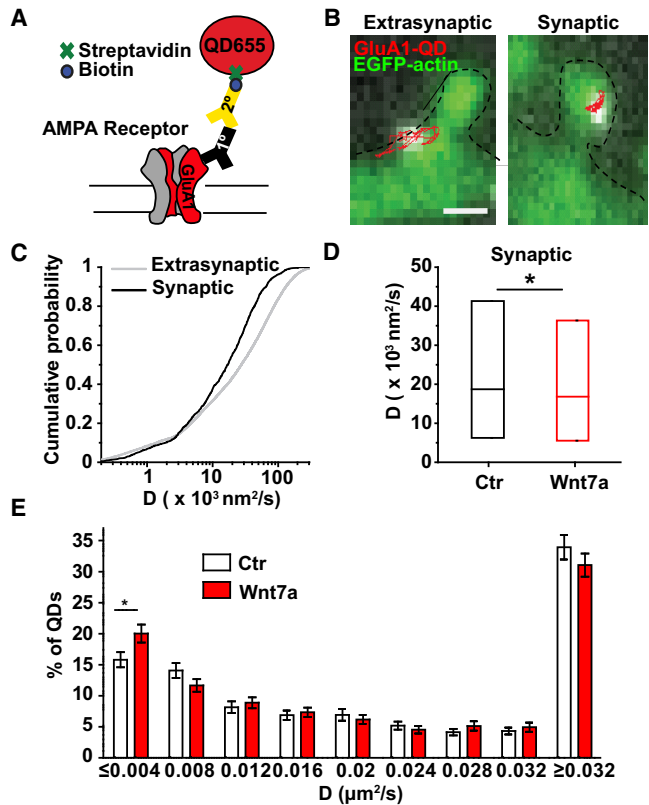 A
QD655
Streptavidin
Biotin
2º
1º
AMPA Receptor
GluA1
B
Extrasynaptic
Synaptic
GluA1-QD
EGFP-actin
C
Extrasynaptic
Synaptic
Cumulative probability
1
0.8
0.6
0.4
0.2
0
1
10
100
D ( x 10³ nm²/s)
D
Synaptic
*
D ( x 10³ nm²/s)
50
40
30
20
10
0
Ctr
Wnt7a
E
Ctr
Wnt7a
*
% of QDs
35
30
25
20
15
10
5
0
≤0.004 0.008 0.012 0.016 0.02 0.024 0.028 0.032 ≥0.032
D (µm²/s)